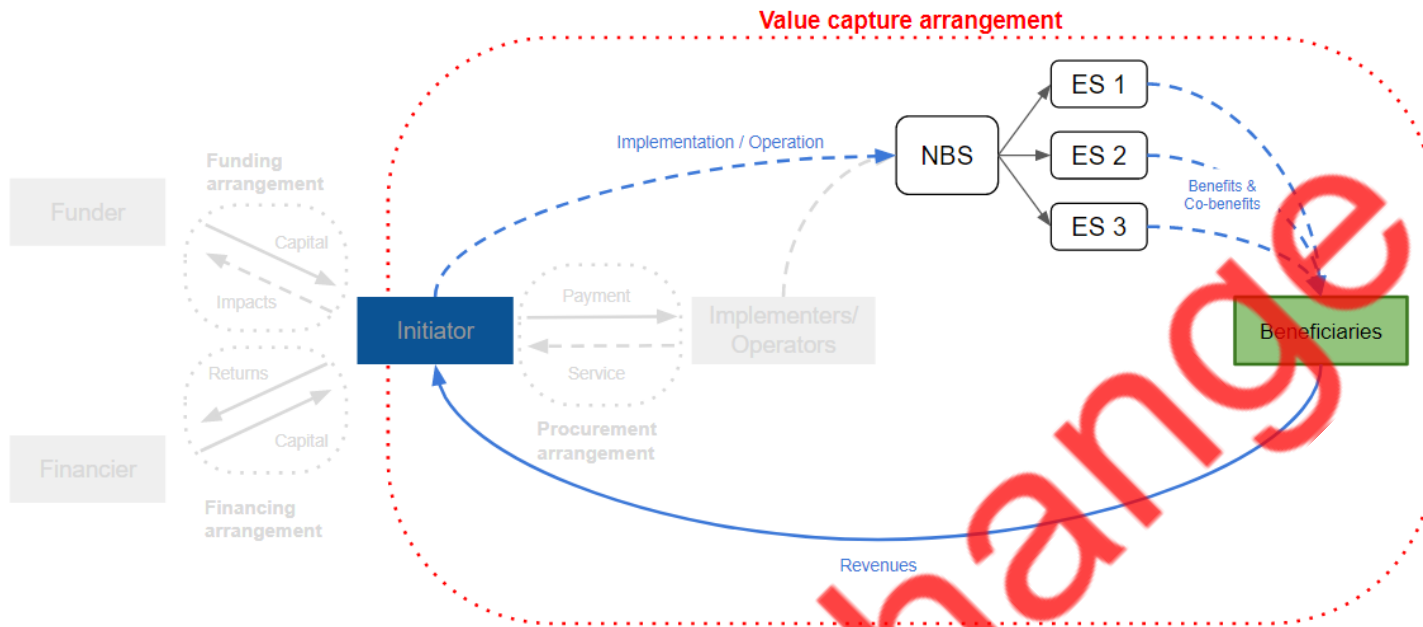 Value capture arrangement
ES 1
Implementation / Operation
NBS
ES 2
Funding
arrangement
Benefits &
Co-benefits
Funder
ES 3
Capital
Impacts
Payment
Initiator
Implementers/
Operators
Beneficiaries
Returns
Service
Capital
Procurement
arrangement
Financier
Financing
arrangement
Revenues
hange